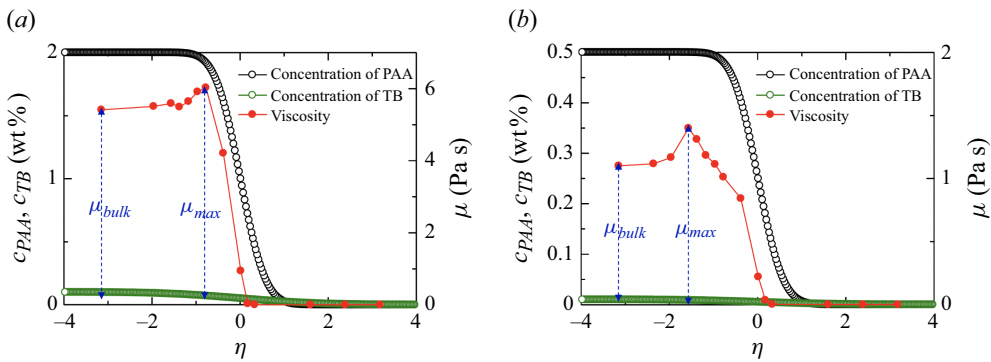 (a)
2
1
0
c_PAA, c_TB (wt %)
6
4
2
0
μ (Pa s)
Concentration of PAA
Concentration of TB
Viscosity
μ_bulk
μ_max
−4
−2
0
2
4
η
(b)
0.5
0.4
0.3
0.2
0.1
0
c_PAA, c_TB (wt %)
2
1
0
μ (Pa s)
Concentration of PAA
Concentration of TB
Viscosity
μ_bulk
μ_max
−4
−2
0
2
4
η